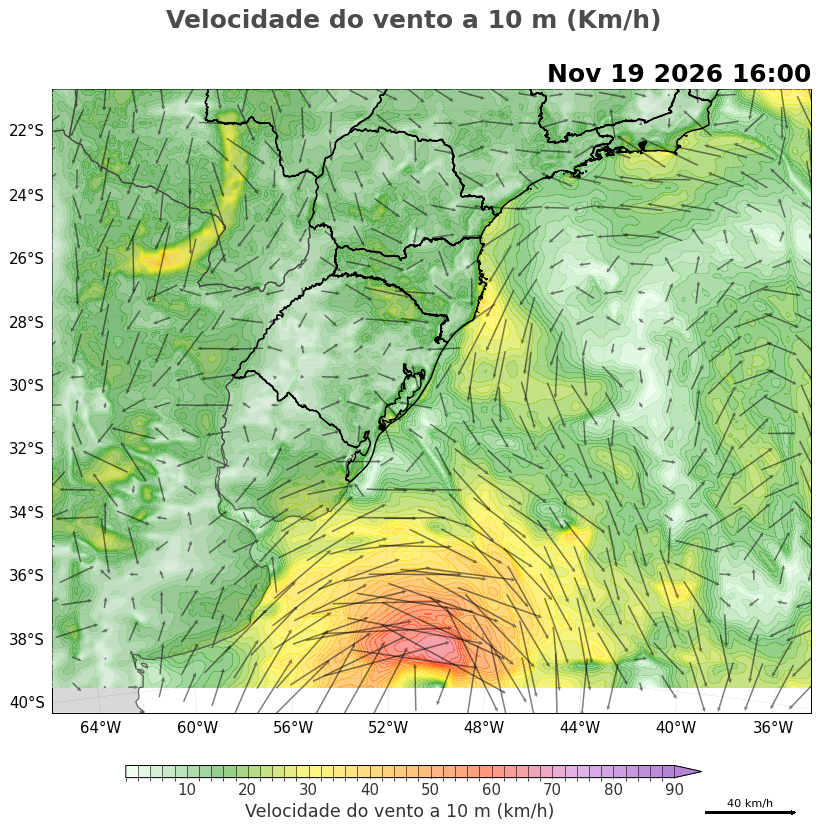 Velocidade do vento a 10 m (Km/h)
Nov 19 2026 16:00
22°S
24°S
26°S
28°S
30°S
32°S
34°S
36°S
38°S
40°S
64°W 60°W 56°W 52°W 48°W 44°W 40°W 36°W
10 20 30 40 50 60 70 80 90
Velocidade do vento a 10 m (km/h)
40 km/h